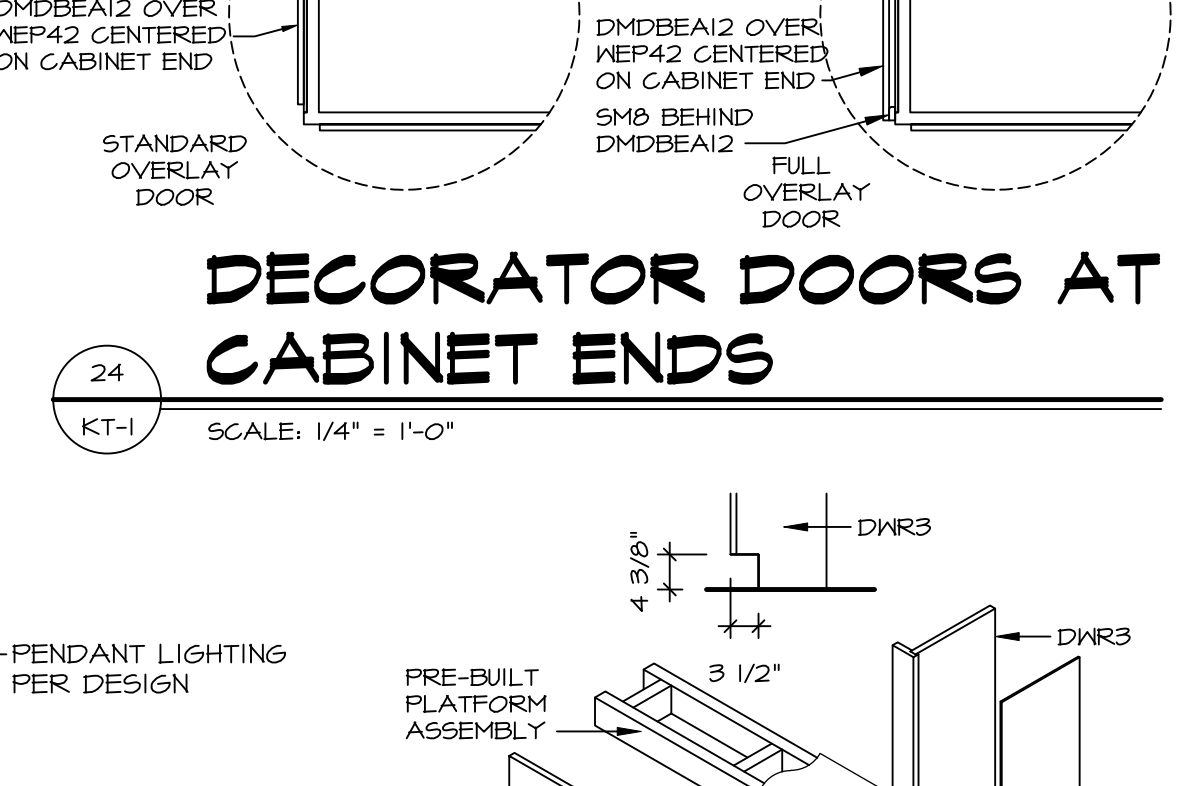 DMDBEA12 OVER
WEP42 CENTERED
ON CABINET END
STANDARD
OVERLAY
DOOR
DMDBEA12 OVER
WEP42 CENTERED
ON CABINET END
SM8 BEHIND
DMDBEA12
FULL
OVERLAY
DOOR
DECORATOR DOORS AT
CABINET ENDS
24
KT-1
SCALE: 1/4" = 1'-0"
DWR3
4 3/8"
3 1/2"
DWR3
PENDANT LIGHTING
PER DESIGN
PRE-BUILT
PLATFORM
ASSEMBLY